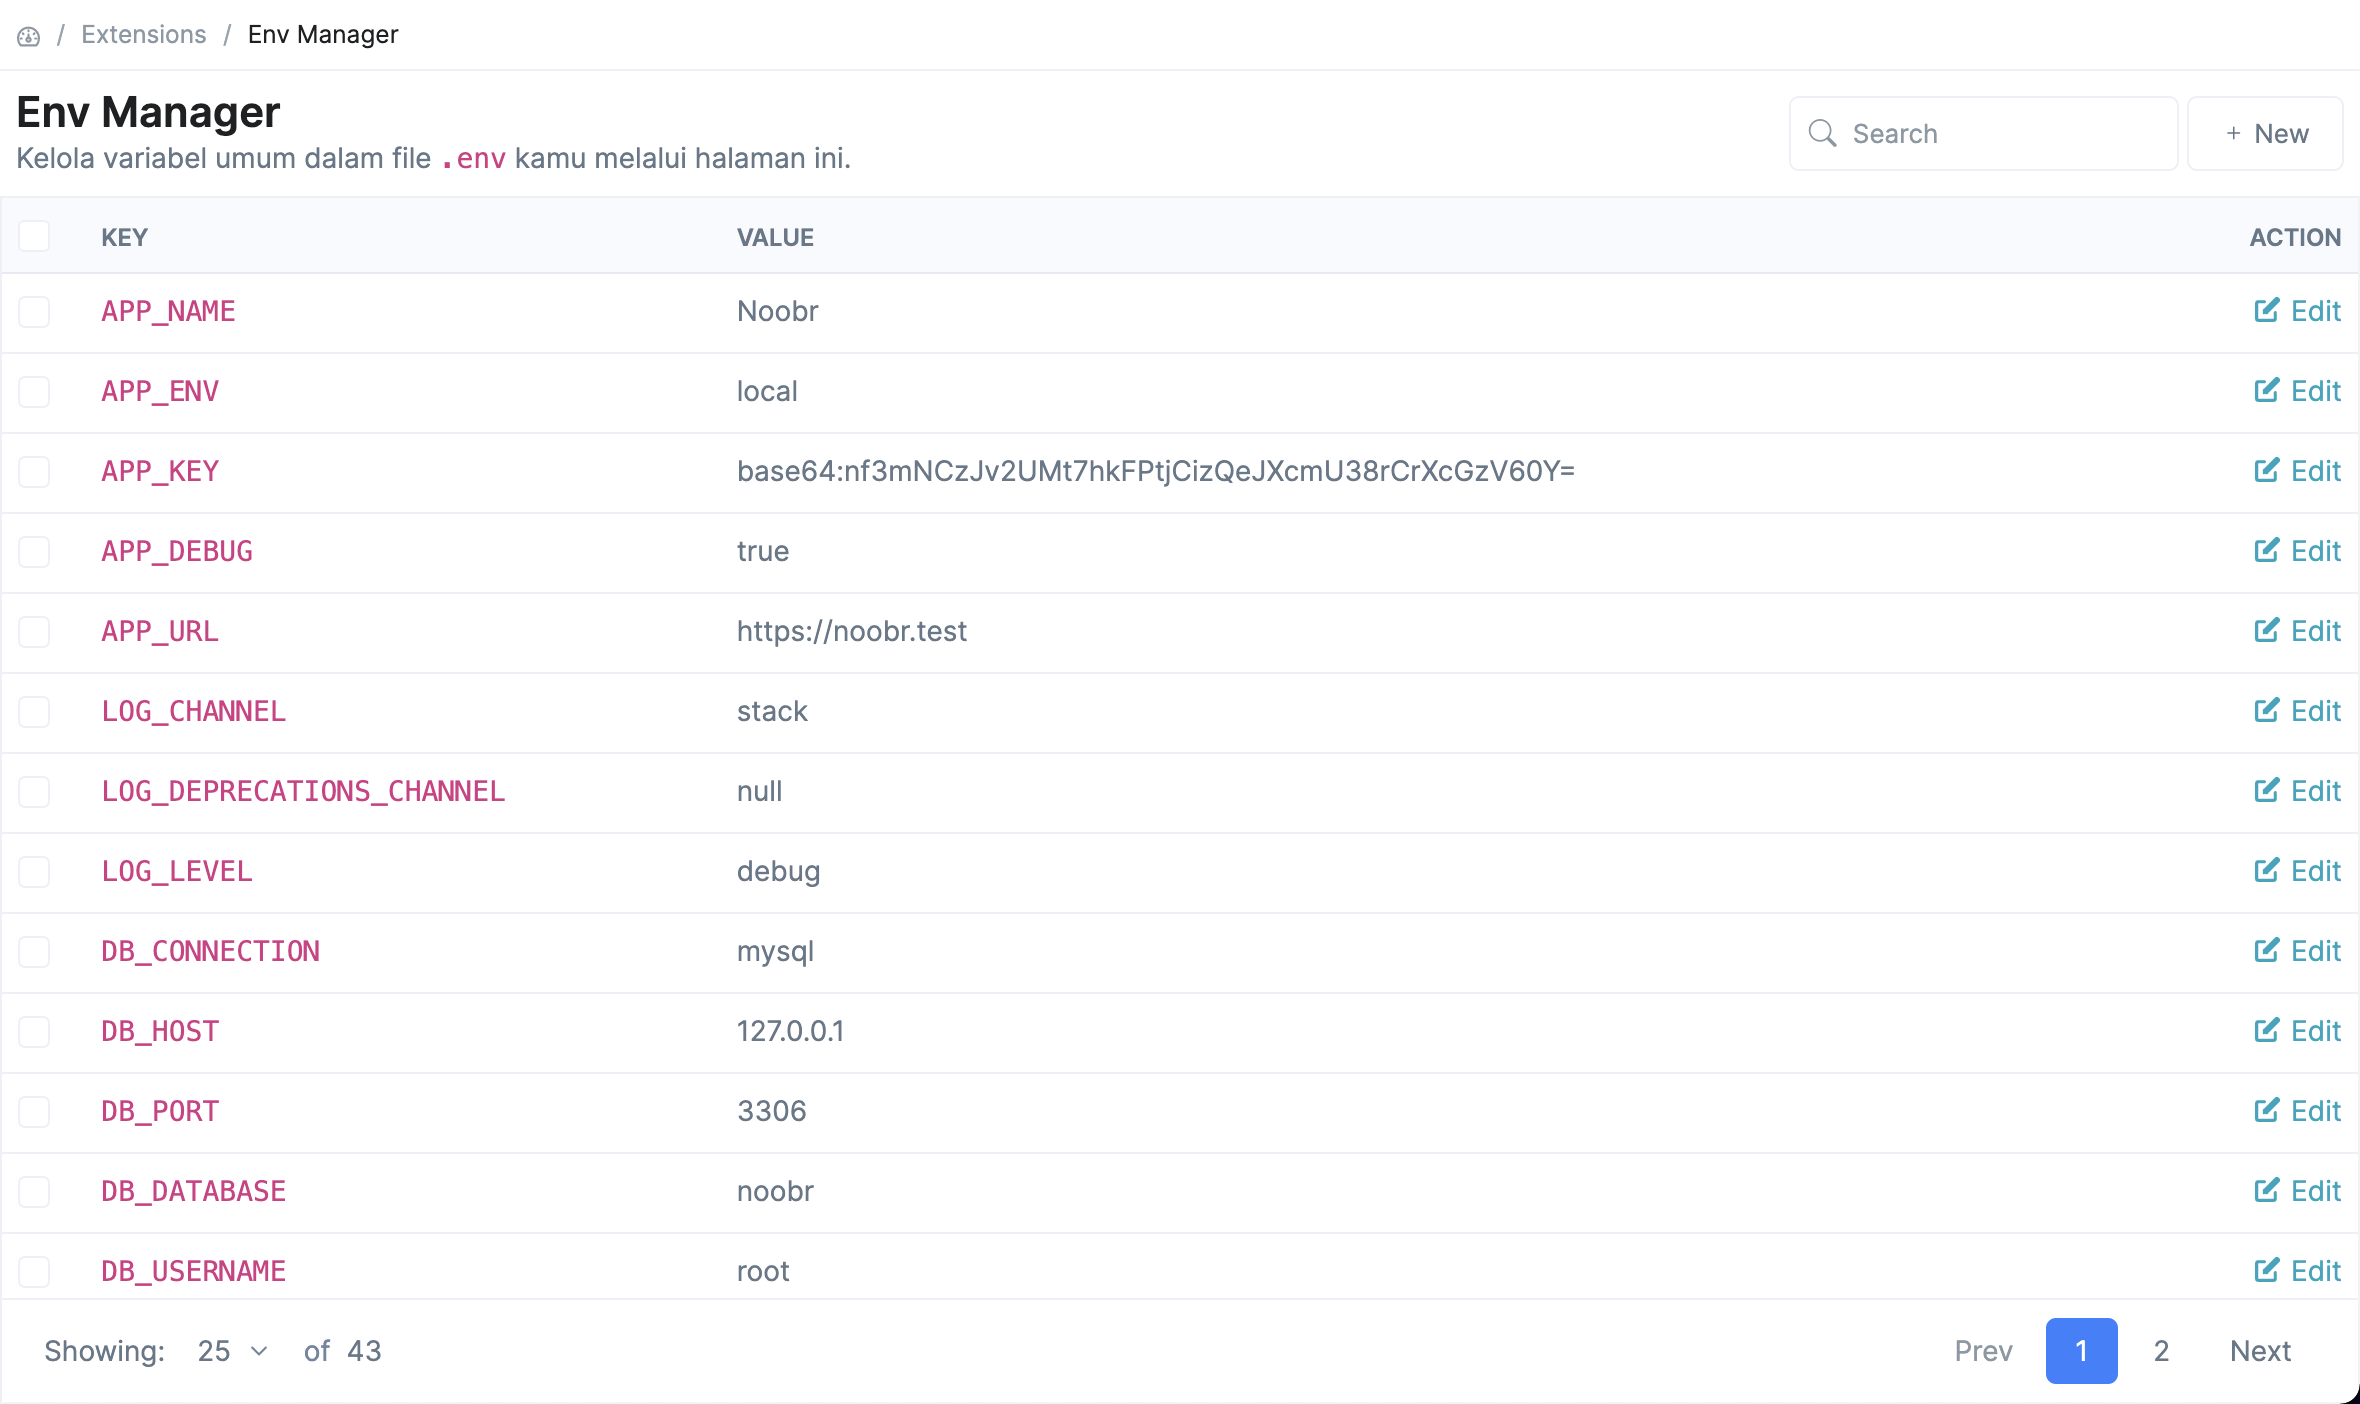 / Extensions / Env Manager
Env Manager
Kelola variabel umum dalam file .env kamu melalui halaman ini.
Search
+ New
KEY VALUE ACTION
APP_NAME Noobr Edit
APP_ENV local Edit
APP_KEY base64:nf3mNCzJv2UMt7hkFPtjCizQeJXcmU38rCrXcGzV60Y= Edit
APP_DEBUG true Edit
APP_URL https://noobr.test Edit
LOG_CHANNEL stack Edit
LOG_DEPRECATIONS_CHANNEL null Edit
LOG_LEVEL debug Edit
DB_CONNECTION mysql Edit
DB_HOST 127.0.0.1 Edit
DB_PORT 3306 Edit
DB_DATABASE noobr Edit
DB_USERNAME root Edit
Showing: 25 of 43 Prev 1 2 Next